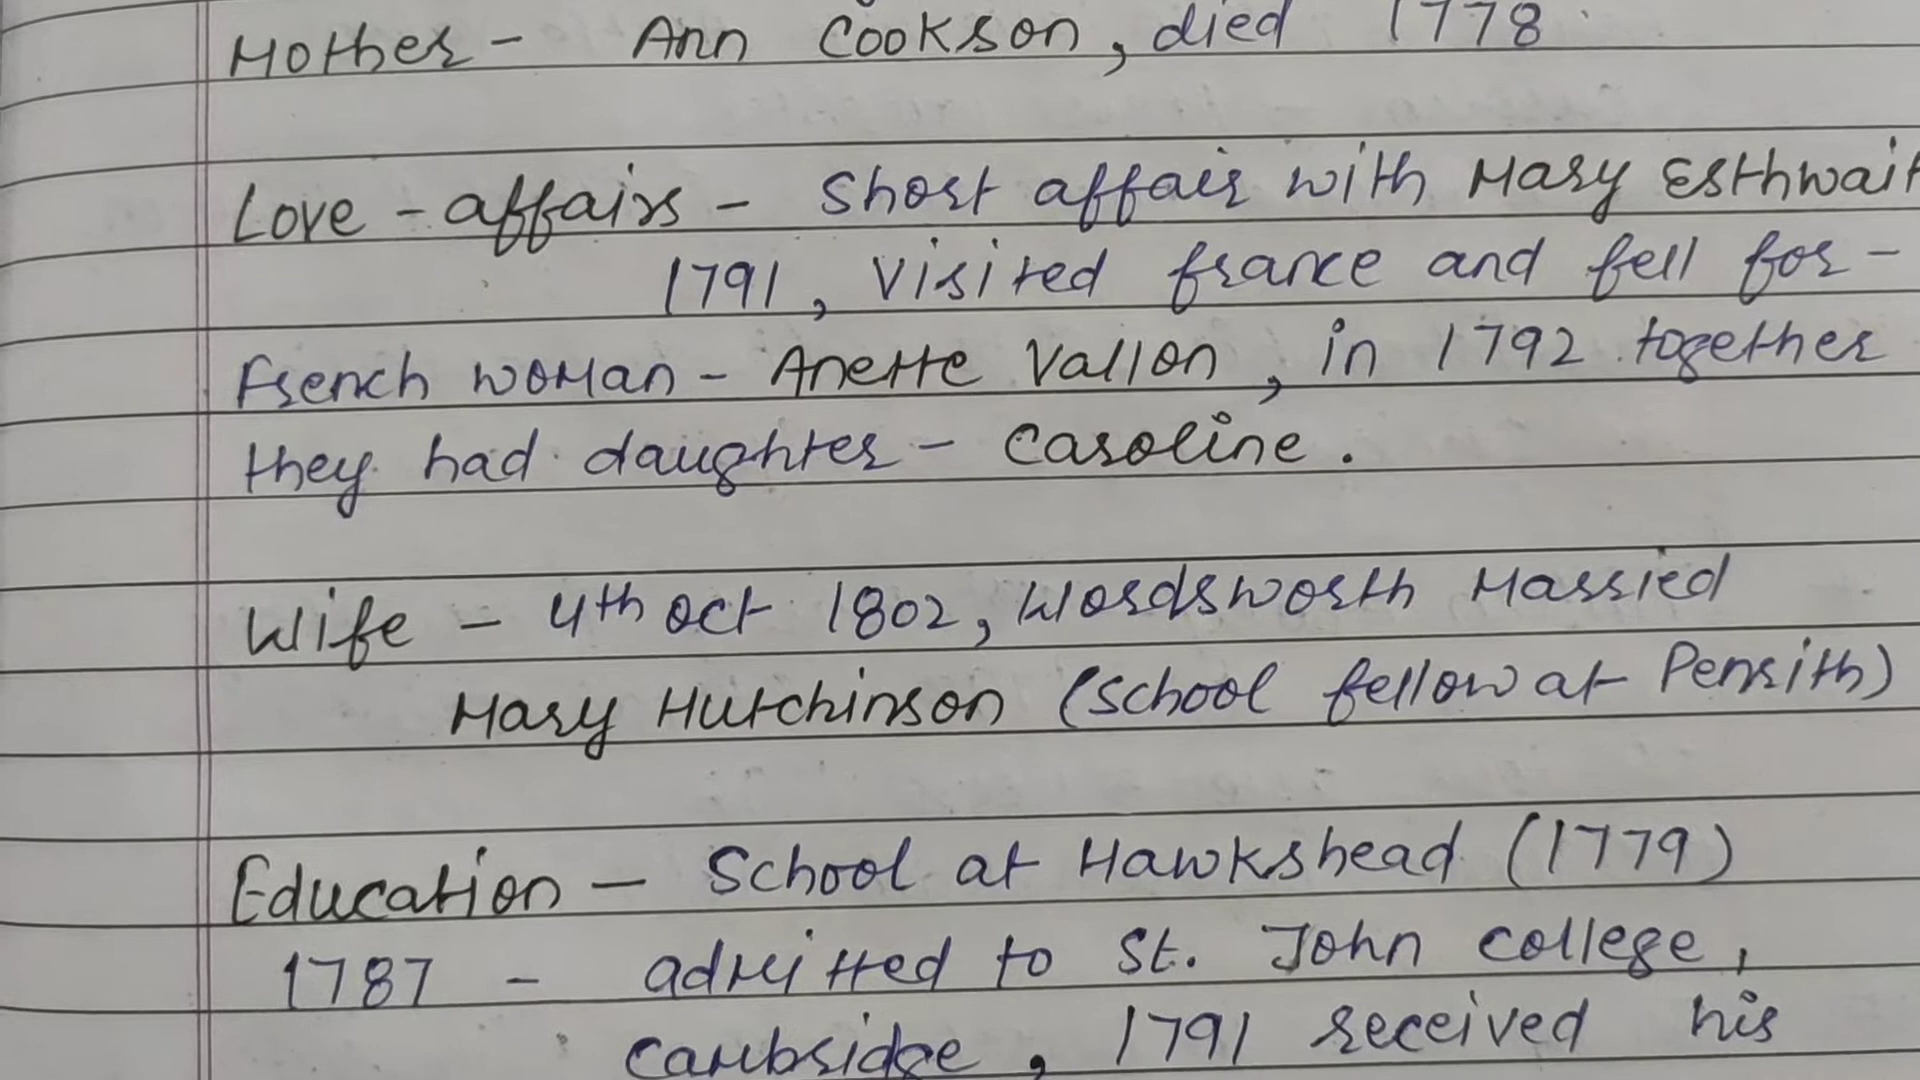 Mother - Ann Cookson, died 1778
Love - affairs - Short affair with Mary Esthwait
1791, Visited france and fell for -
French woman - Anette Vallon, in 1792 together
they had daughter - Caroline.
Wife - 4th oct 1802, Wordsworth Married
Mary Hutchinson (School fellow at Penrith)
Education - School at Hawkshead (1779)
1787 - admitted to St. John college,
Cambridge, 1791 received his